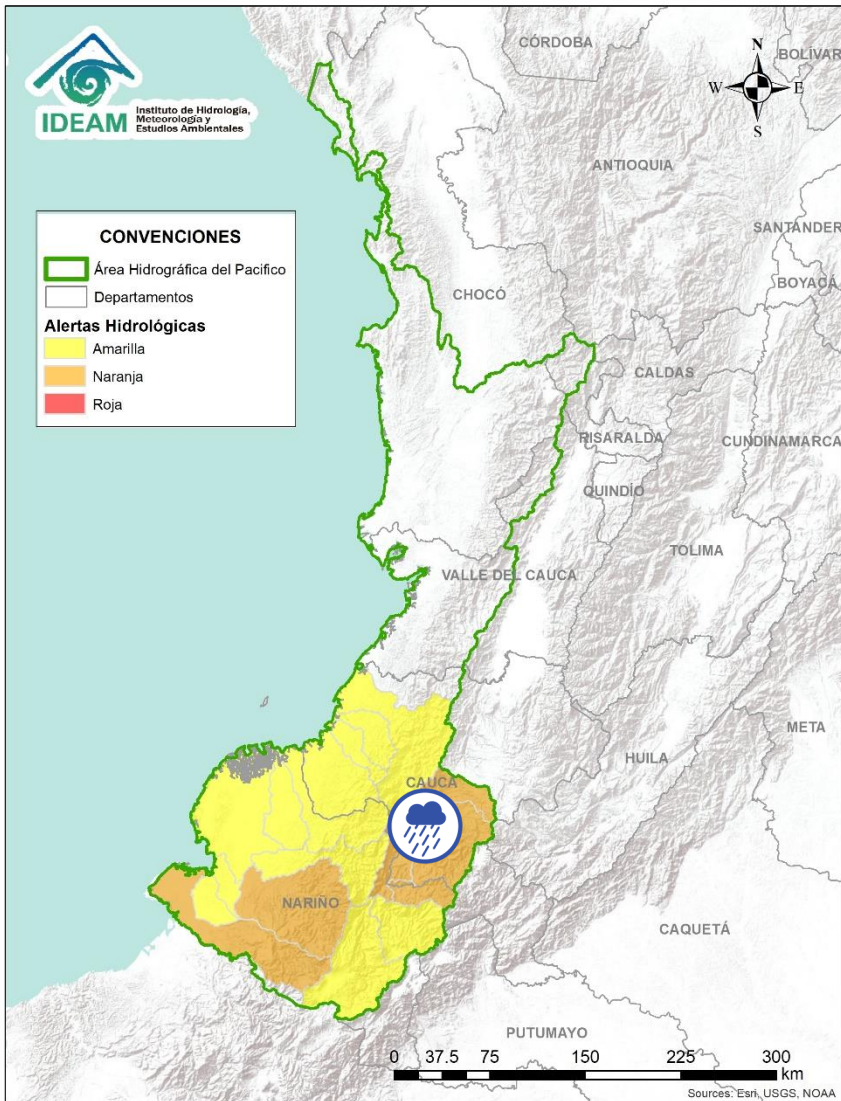 IDEAM
Instituto de Hidrología,
Meteorología y
Estudios Ambientales
CÓRDOBA
BOLÍVAR
N
W E
S
ANTIOQUIA
SANTANDER
BOYACÁ
CONVENCIONES
Área Hidrográfica del Pacifico
Departamentos
Alertas Hidrológicas
Amarilla
Naranja
Roja
CHOCÓ
CALDAS
RISARALDA
CUNDINAMARCA
QUINDÍO
TOLIMA
VALLE DEL CAUCA
META
HUILA
CAUCA
NARIÑO
CAQUETÁ
PUTUMAYO
0 37.5 75 150 225 300
km
Sources: Esri, USGS, NOAA